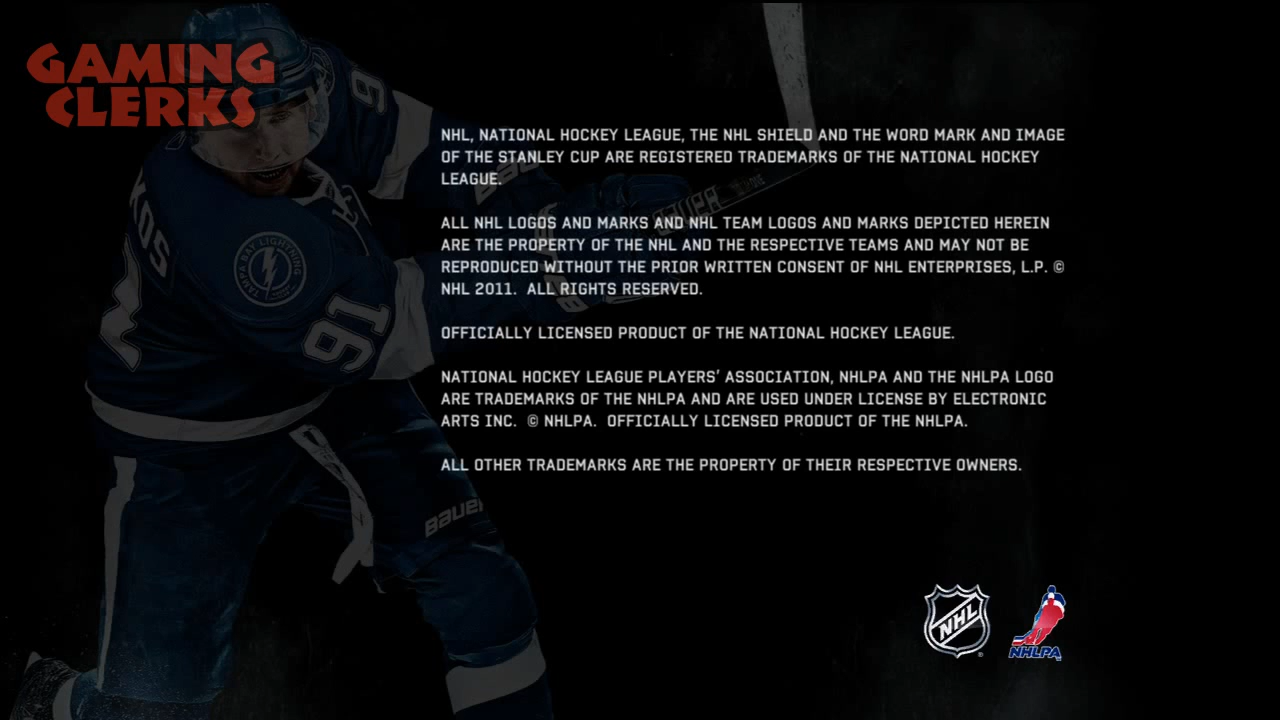 GAMING
CLERKS
NHL, NATIONAL HOCKEY LEAGUE, THE NHL SHIELD AND THE WORD MARK AND IMAGE
OF THE STANLEY CUP ARE REGISTERED TRADEMARKS OF THE NATIONAL HOCKEY
LEAGUE.
ALL NHL LOGOS AND MARKS AND NHL TEAM LOGOS AND MARKS DEPICTED HEREIN
ARE THE PROPERTY OF THE NHL AND THE RESPECTIVE TEAMS AND MAY NOT BE
REPRODUCED WITHOUT THE PRIOR WRITTEN CONSENT OF NHL ENTERPRISES, L.P. ©
NHL 2011.  ALL RIGHTS RESERVED.
OFFICIALLY LICENSED PRODUCT OF THE NATIONAL HOCKEY LEAGUE.
NATIONAL HOCKEY LEAGUE PLAYERS' ASSOCIATION, NHLPA AND THE NHLPA LOGO
ARE TRADEMARKS OF THE NHLPA AND ARE USED UNDER LICENSE BY ELECTRONIC
ARTS INC.  © NHLPA.  OFFICIALLY LICENSED PRODUCT OF THE NHLPA.
ALL OTHER TRADEMARKS ARE THE PROPERTY OF THEIR RESPECTIVE OWNERS.
TAMPA BAY LIGHTNING
91
BAUER
NHL
NHLPA